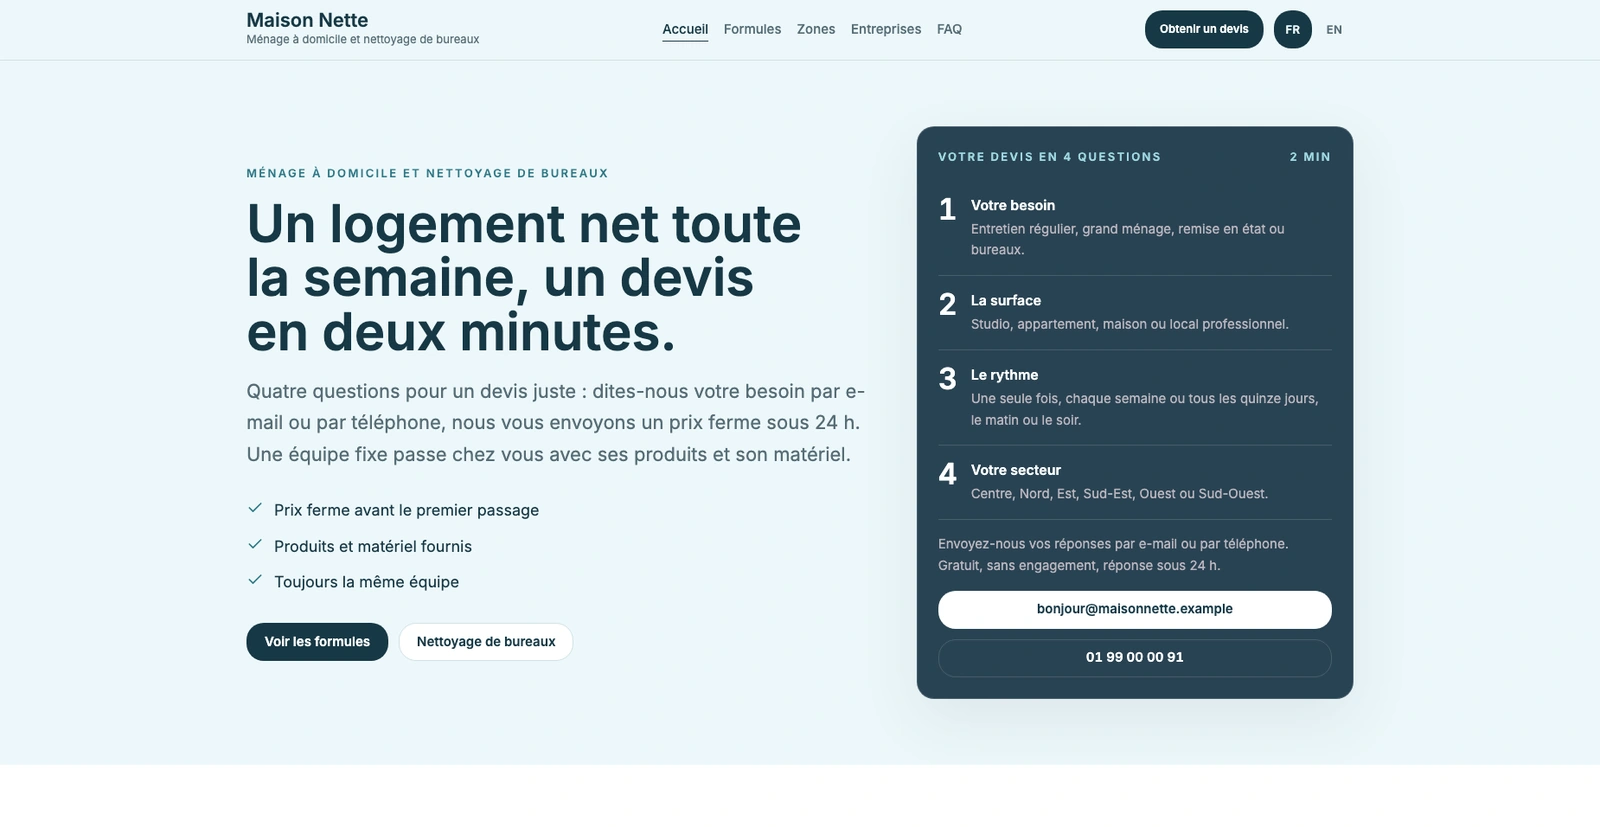 Maison Nette
Ménage à domicile et nettoyage de bureaux
Accueil
Formules
Zones
Entreprises
FAQ
Obtenir un devis
FR
EN
MÉNAGE À DOMICILE ET NETTOYAGE DE BUREAUX
Un logement net toute
la semaine, un devis
en deux minutes.
Quatre questions pour un devis juste : dites-nous votre besoin par e-
mail ou par téléphone, nous vous envoyons un prix ferme sous 24 h.
Une équipe fixe passe chez vous avec ses produits et son matériel.
Prix ferme avant le premier passage
Produits et matériel fournis
Toujours la même équipe
Voir les formules
Nettoyage de bureaux
VOTRE DEVIS EN 4 QUESTIONS
2 MIN
1
Votre besoin
Entretien régulier, grand ménage, remise en état ou
bureaux.
2
La surface
Studio, appartement, maison ou local professionnel.
3
Le rythme
Une seule fois, chaque semaine ou tous les quinze jours,
le matin ou le soir.
4
Votre secteur
Centre, Nord, Est, Sud-Est, Ouest ou Sud-Ouest.
Envoyez-nous vos réponses par e-mail ou par téléphone.
Gratuit, sans engagement, réponse sous 24 h.
bonjour@maisonnette.example
01 99 00 00 91